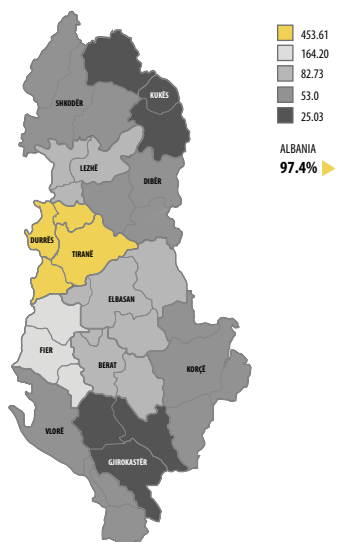 453.61
164.20
82.73
53.0
25.03
ALBANIA
97.4%
SHKODËR
KUKËS
LEZHË
DIBËR
DURRËS
TIRANË
ELBASAN
FIER
BERAT
KORÇË
VLORË
GJIROKASTËR